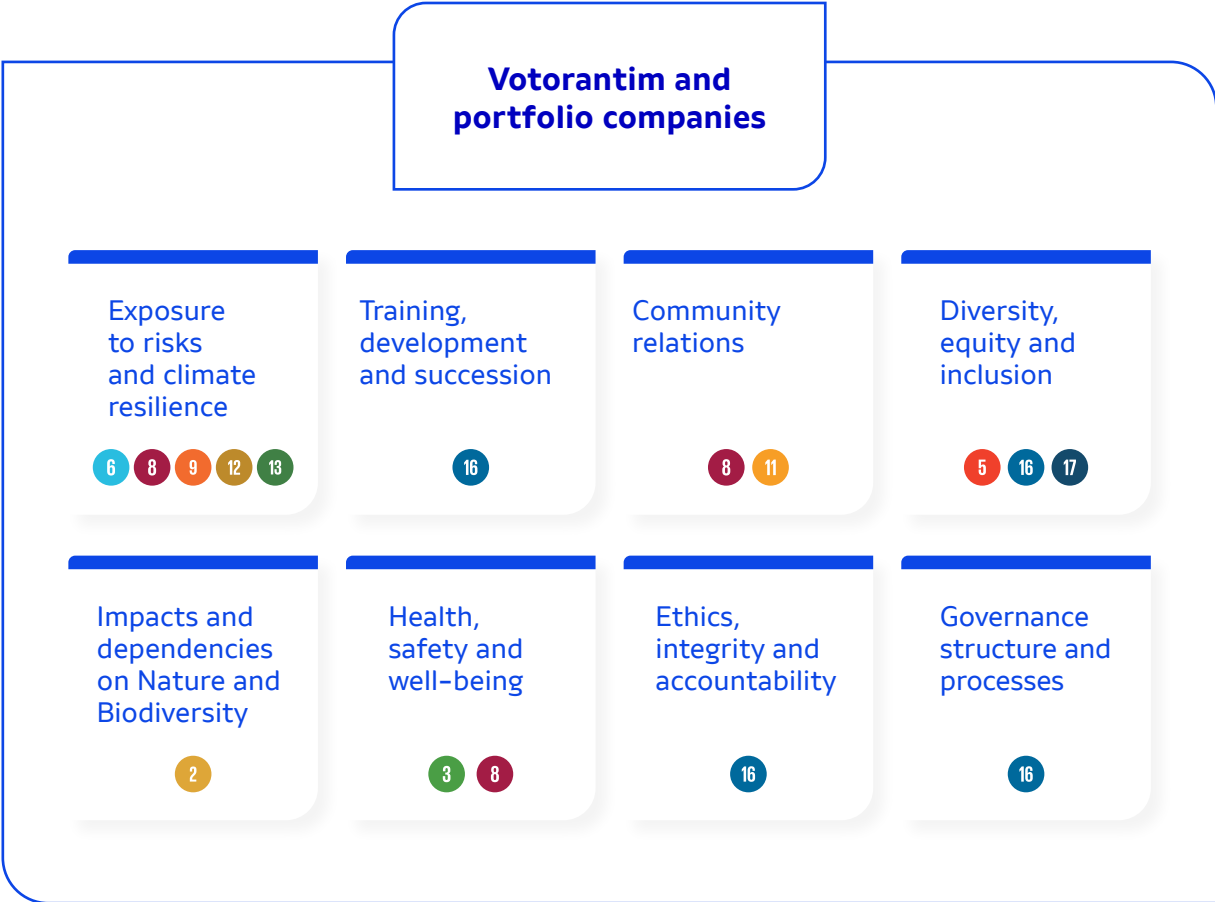 Votorantim and
portfolio companies
Exposure
to risks
and climate
resilience
6 8 9 12 13
Training,
development
and succession
16
Community
relations
8 11
Diversity,
equity and
inclusion
5 16 17
Impacts and
dependencies
on Nature and
Biodiversity
2
Health,
safety and
well-being
3 8
Ethics,
integrity and
accountability
16
Governance
structure and
processes
16